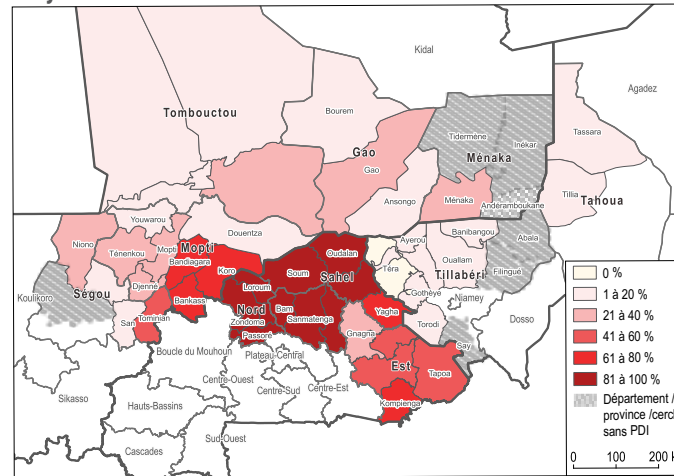 Kidal
Agadez
Tombouctou
Bourem
Tidermène
Inékar
Tassara
Gao
Ménaka
Gao
Ansongo
Ménaka
Andéramboukane
Tillia
Tahoua
Youwarou
Douentza
Niono
Ténenkou
Mopti
Mopti
Bandiagara
Koro
Oudalan
Ayerou
Banibangou
Abala
Ouallam
Téra
Tillabéri
Filingué
Koulikoro
Ségou
Djenné
Bankass
Loroum
Soum
Sahel
Gothèye
Niamey
Dosso
San
Tominian
Nord
Zondoma
Passoré
Bam
Sanmatenga
Yagha
Torodi
Say
Gnagna
Boucle du Mouhoun
Plateau-Central
Centre-Ouest
Centre-Sud
Centre-Est
Est
Tapoa
Kompienga
Sikasso
Hauts-Bassins
Cascades
Sud-Ouest
0 %
1 à 20 %
21 à 40 %
41 à 60 %
61 à 80 %
81 à 100 %
Département /
province /cercl
sans PDI
0 100 200 k